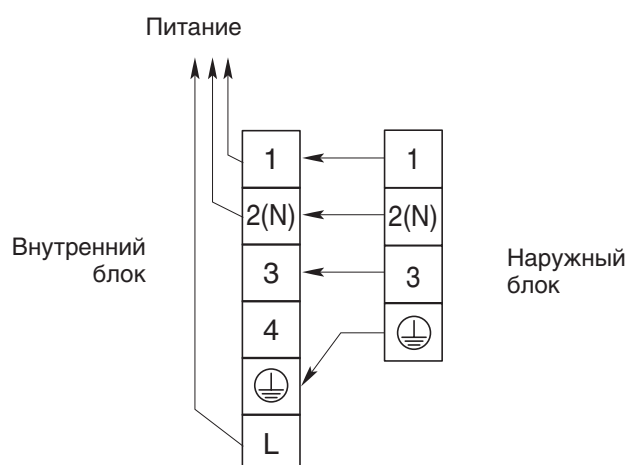 Питание
1
2(N)
3
4
L
1
2(N)
3
Внутренний
блок
Наружный
блок